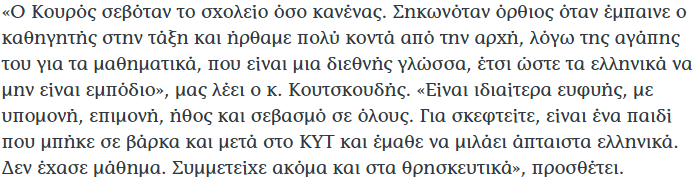 «Ο Κουρός σεβόταν το σχολείο όσο κανένας. Σηκωνόταν όρθιος όταν έμπαινε ο
καθηγητής στην τάξη και ήρθαμε πολύ κοντά από την αρχή, λόγω της αγάπης
του για τα μαθηματικά, που είναι μια διεθνής γλώσσα, έτσι ώστε τα ελληνικά να
μην είναι εμπόδιο», μας λέει ο κ. Κουτσκουδής. «Είναι ιδιαίτερα ευφυής, με
υπομονή, επιμονή, ήθος και σεβασμό σε όλους. Για σκεφτείτε, είναι ένα παιδί
που μπήκε σε βάρκα και μετά στο ΚΥΤ και έμαθε να μιλάει άπταιστα ελληνικά.
Δεν έχασε μάθημα. Συμμετείχε ακόμα και στα θρησκευτικά», προσθέτει.